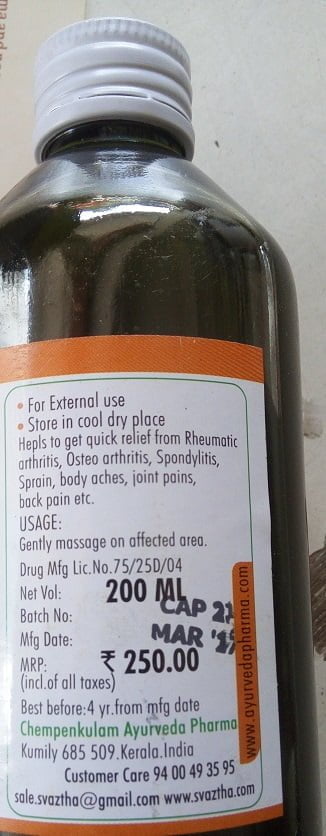 • For External use
• Store in cool dry place
Hepls to get quick relief from Rheumatic
arthritis, Osteo arthritis, Spondylitis,
Sprain, body aches, joint pains,
back pain etc.
USAGE:
Gently massage on affected area.
Drug Mfg Lic.No.75/25D/04
Net Vol: 200 ML
Batch No: CAP
Mfg Date: MAR
MRP: ₹ 250.00
(incl.of all taxes)
Best before:4 yr.from mfg date
Chempenkulam Ayurveda Pharma
Kumily 685 509.Kerala.India
Customer Care 94 00 49 35 95
sale.svaztha@gmail.com www.svaztha.com
www.ayurvedapharma.com